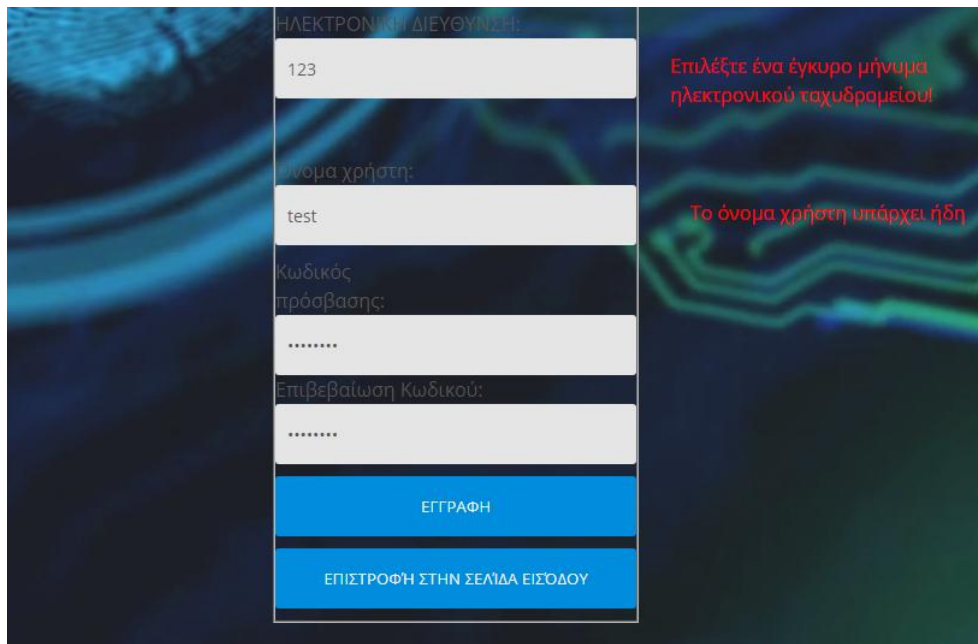 ΗΛΕΚΤΡΟΝΙΚΗ ΔΙΕΥΘΥΝΣΗ:
123
Επιλέξτε ένα έγκυρο μήνυμα
ηλεκτρονικού ταχυδρομείου!
Όνομα χρήστη:
test
Το όνομα χρήστη υπάρχει ήδη
Κωδικός
πρόσβασης:
••••••••
Επιβεβαίωση Κωδικού:
••••••••
ΕΓΓΡΑΦΗ
ΕΠΙΣΤΡΟΦΉ ΣΤΗΝ ΣΕΛΊΔΑ ΕΙΣΌΔΟΥ